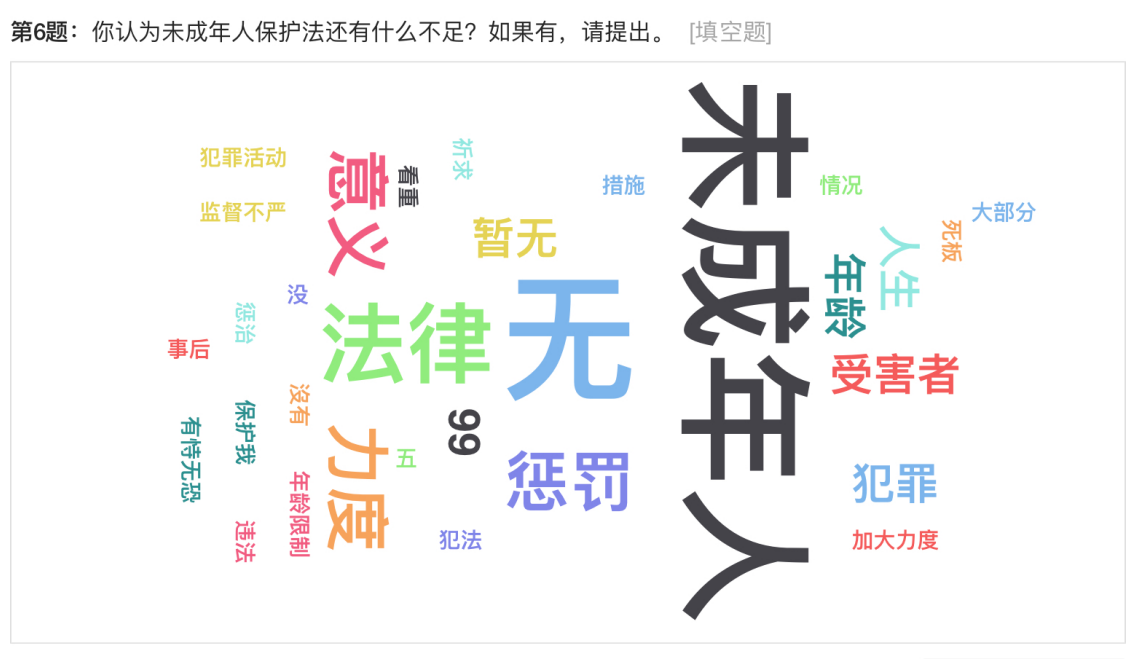 第6题：你认为未成年人保护法还有什么不足？如果有，请提出。 [填空题]
未成年人
无
法律
意义
力度
惩罚
受害者
暂无
犯罪
年龄
人生
99
犯罪活动
监督不严
看重
祈求
措施
情况
大部分
死板
没
惩治
事后
没有
五
保护我
有恃无恐
年龄限制
违法
犯法
加大力度